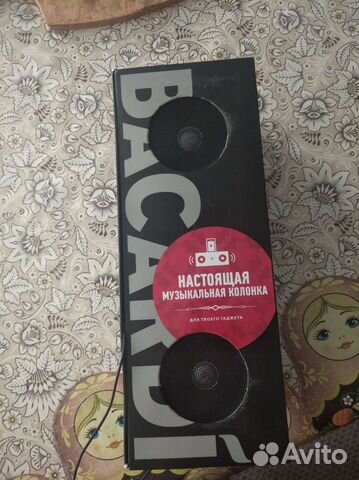 BACARDI
НАСТОЯЩАЯ
МУЗЫКАЛЬНАЯ КОЛОНКА
ДЛЯ ТВОЕГО ГАДЖЕТА
Avito